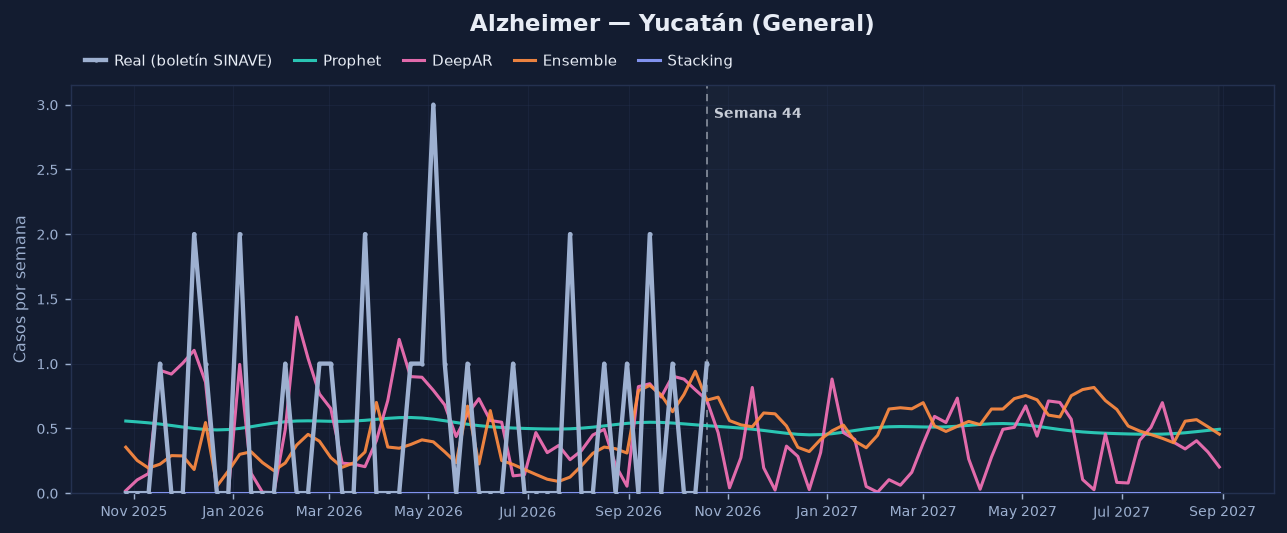 Alzheimer — Yucatán (General)
Real (boletín SINAVE) Prophet DeepAR Ensemble Stacking
Semana 44
Casos por semana
3.0
2.5
2.0
1.5
1.0
0.5
0.0
Nov 2025 Jan 2026 Mar 2026 May 2026 Jul 2026 Sep 2026 Nov 2026 Jan 2027 Mar 2027 May 2027 Jul 2027 Sep 2027